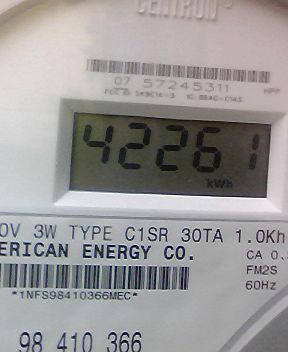 CENTRON
07 57245311
42261
kWh
0V 3W TYPE C1SR 30TA 1.0Kh
ERICAN ENERGY CO.
CA 0.
FM2S
*1NFS98410366MEC*
60Hz
98 410 366